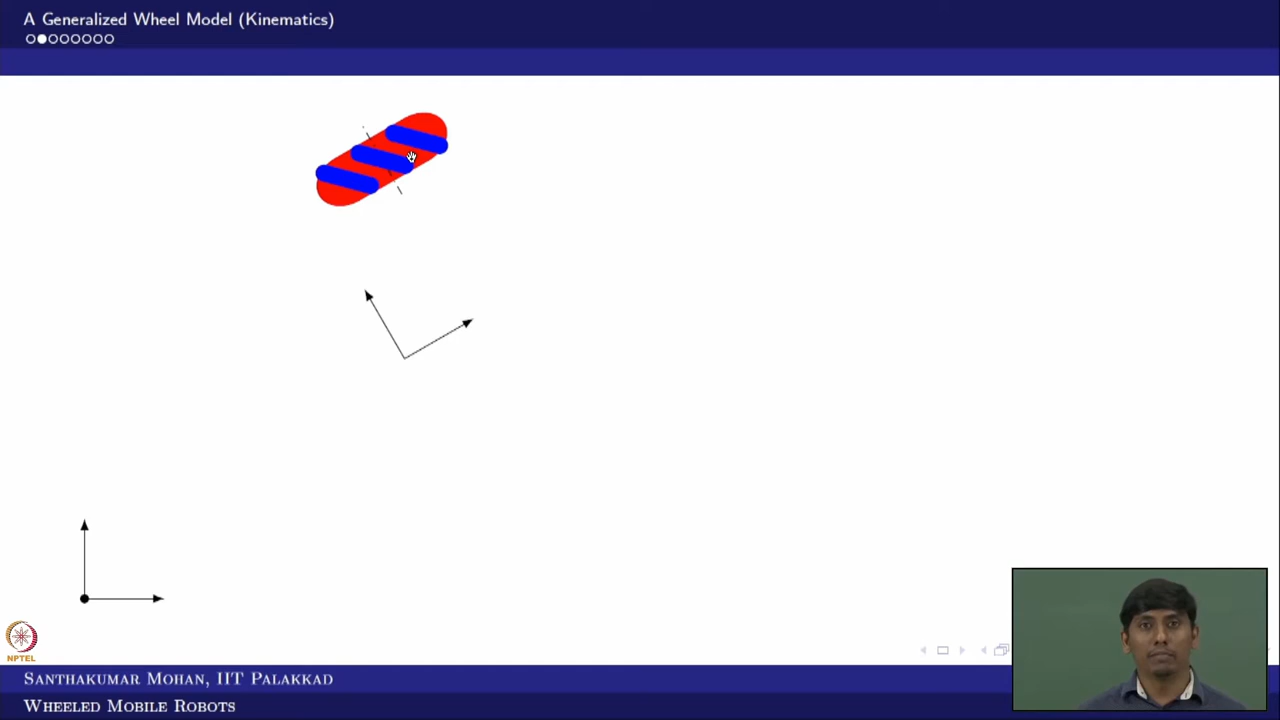 A Generalized Wheel Model (Kinematics)
NPTEL
Santhakumar Mohan, IIT Palakkad
Wheeled Mobile Robots